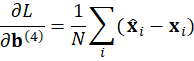 ∂L/∂𝐛⁽⁴⁾ = 1/N ∑ᵢ (𝐱̂ᵢ − 𝐱ᵢ)